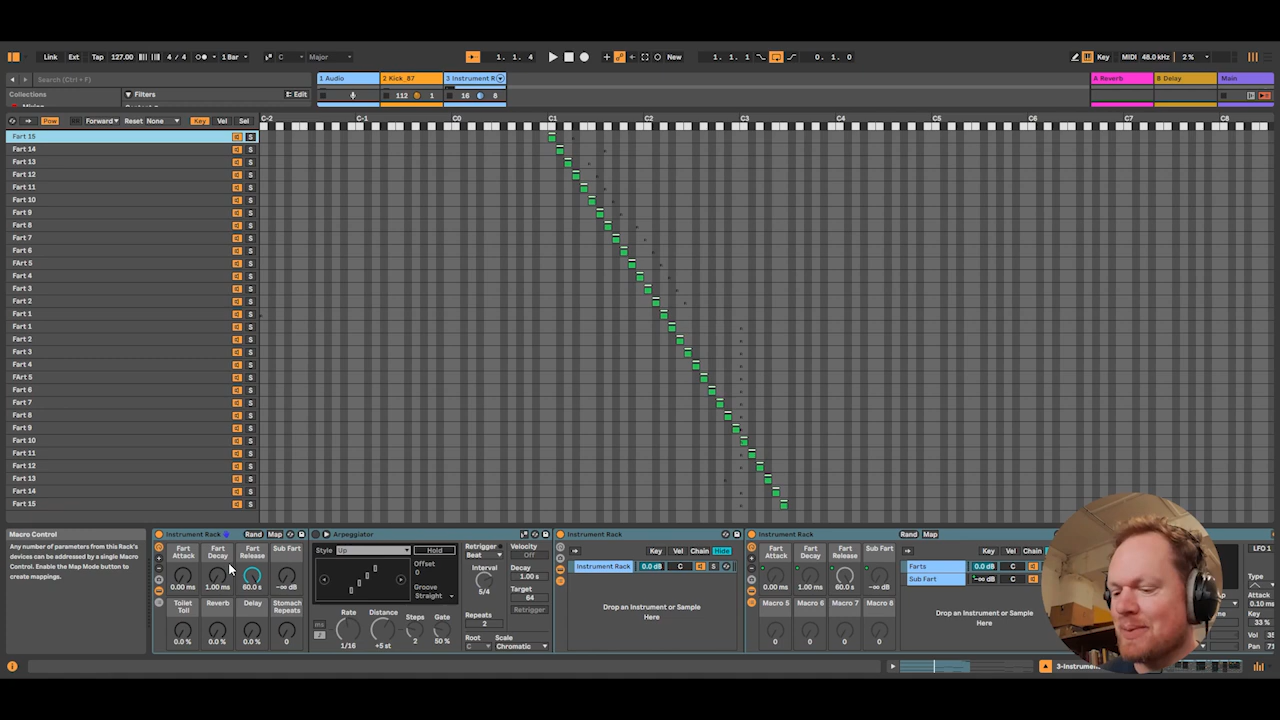 Link Ext Tap 127.00 4 / 4 1 Bar C Major 1. 1. 4 New 1. 1. 1 0. 1. 0 Key MIDI 48.0 kHz 2 %
Search (Ctrl + F) 1 Audio 2 Kick_87 3 Instrument R A Reverb B Delay Main
Collections Filters Edit 112 1 16 8
Pow Forward Reset None Key Vel Sel C-2 C-1 C0 C1 C2 C3 C4 C5 C6 C7 C8
Fart 15 S
Fart 14 S
Fart 13 S
Fart 12 S
Fart 11 S
Fart 10 S
Fart 9 S
Fart 8 S
Fart 7 S
Fart 6 S
FArt 5 S
Fart 4 S
Fart 3 S
Fart 2 S
Fart 1 S
Fart 1 S
Fart 2 S
Fart 3 S
Fart 4 S
FArt 5 S
Fart 6 S
Fart 7 S
Fart 8 S
Fart 9 S
Fart 10 S
Fart 11 S
Fart 12 S
Fart 13 S
Fart 14 S
Fart 15 S
Macro Control
Any number of parameters from this Rack's
devices can be addressed by a single Macro
Control. Enable the Map Mode button to
create mappings.
Instrument Rack Rand Map
Fart Attack Fart Decay Fart Release Sub Fart
0.00 ms 1.00 ms 60.0 s -∞ dB
Toilet Toll Reverb Delay Stomach Repeats
0.0 % 0.0 % 0.0 % 0
Arpeggiator
Style Up Hold
Offset
0
Groove
Straight
Rate Distance Steps Gate
1/16 +5 st 2 50 %
Retrigger
Beat
Interval
5/4
Repeats
2
Root Scale
C Chromatic
Velocity
Off
Decay
1.00 s
Target
64
Retrigger
Instrument Rack
Key Vel Chain Hide
Instrument Rack 0.0 dB C S
Drop an Instrument or Sample
Here
Instrument Rack Rand Map
Fart Attack Fart Decay Fart Release Sub Fart
0.00 ms 1.00 ms 60.0 s -∞ dB
Macro 5 Macro 6 Macro 7 Macro 8
0 0 0 0
Key Vel Chain
Farts 0.0 dB C
Sub Fart -∞ dB C
Drop an Instrument or Sample
Here
LFO 1
Attack
0.10 m
Key
33 %
3-Instrum